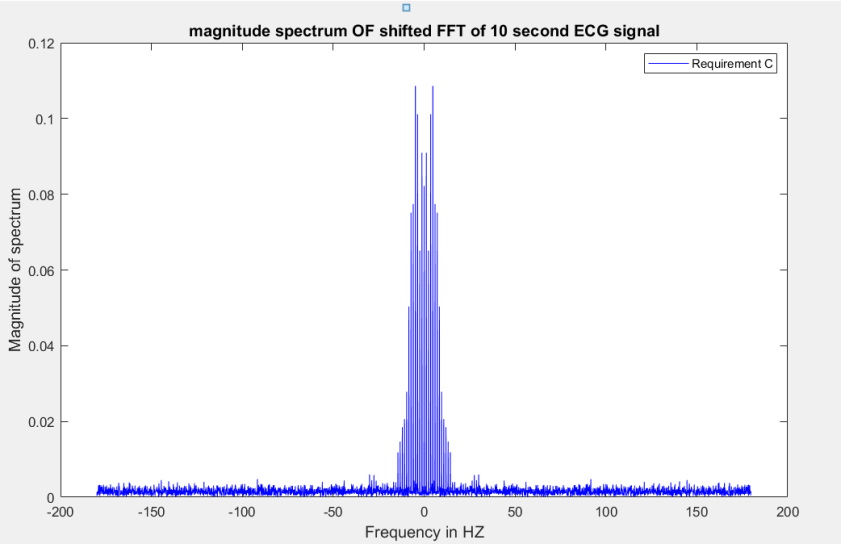 magnitude spectrum OF shifted FFT of 10 second ECG signal
0.12
0.1
0.08
0.06
0.04
0.02
0
Magnitude of spectrum
Requirement C
-200 -150 -100 -50 0 50 100 150 200
Frequency in HZ